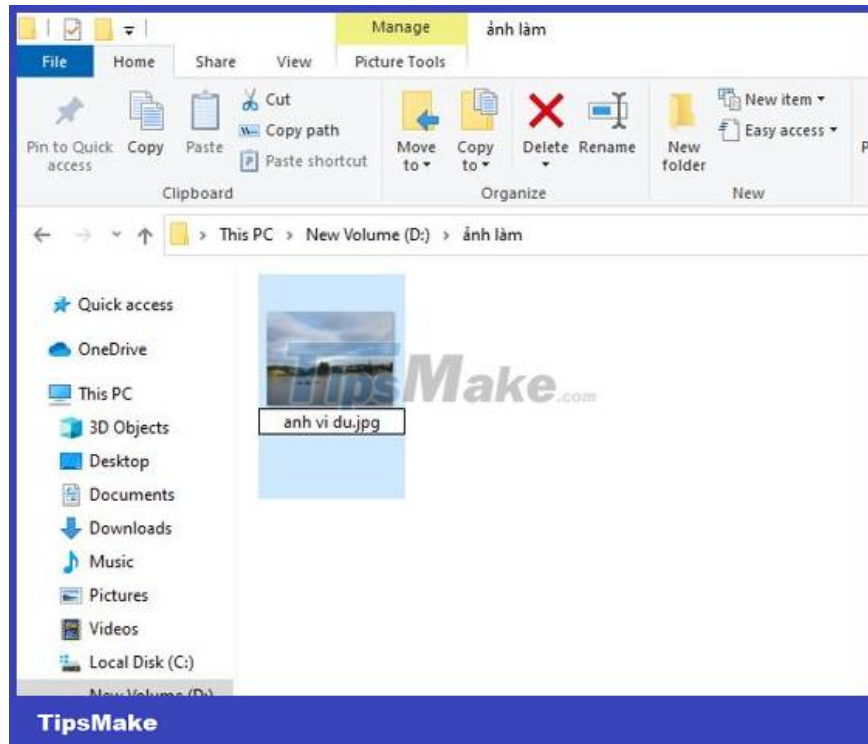 Manage ảnh làm
File Home Share View Picture Tools
Pin to Quick access
Copy
Paste
Cut
Copy path
Paste shortcut
Clipboard
Move to
Copy to
Delete
Rename
Organize
New folder
New item
Easy access
New
This PC > New Volume (D:) > ảnh làm
Quick access
OneDrive
This PC
3D Objects
Desktop
Documents
Downloads
Music
Pictures
Videos
Local Disk (C:)
New Volume (D:)
TipsMake.com
anh vi du.jpg
TipsMake